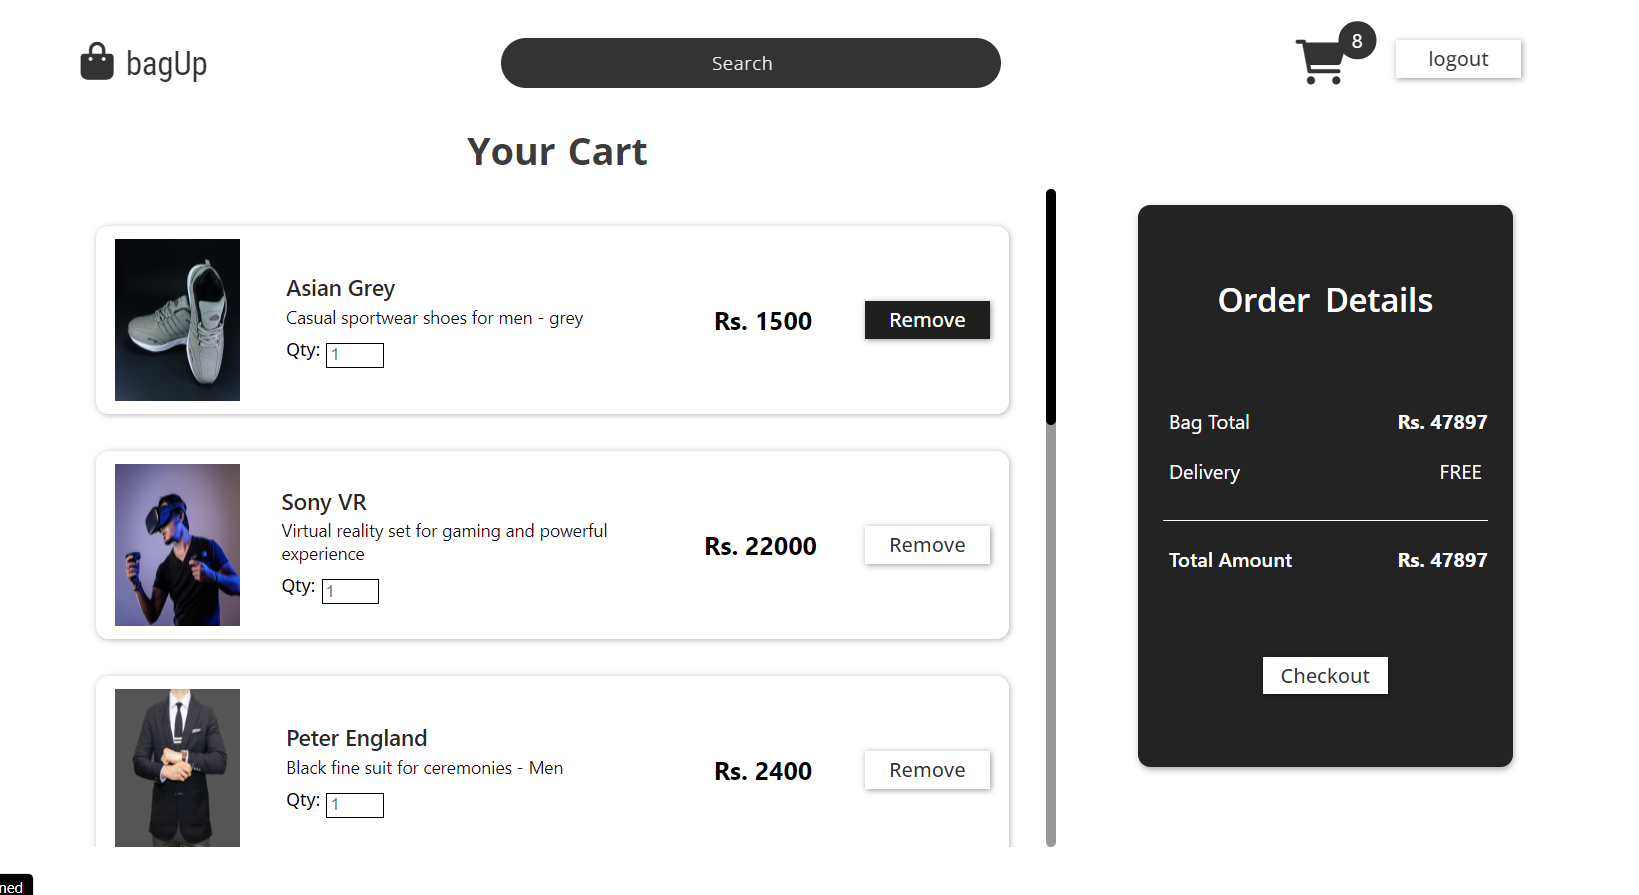 bagUp
Search
8
logout
Your Cart
Asian Grey
Casual sportwear shoes for men - grey
Qty: 1
Rs. 1500
Remove
Sony VR
Virtual reality set for gaming and powerful
experience
Qty: 1
Rs. 22000
Remove
Peter England
Black fine suit for ceremonies - Men
Qty: 1
Rs. 2400
Remove
Order Details
Bag Total Rs. 47897
Delivery FREE
Total Amount Rs. 47897
Checkout
ned